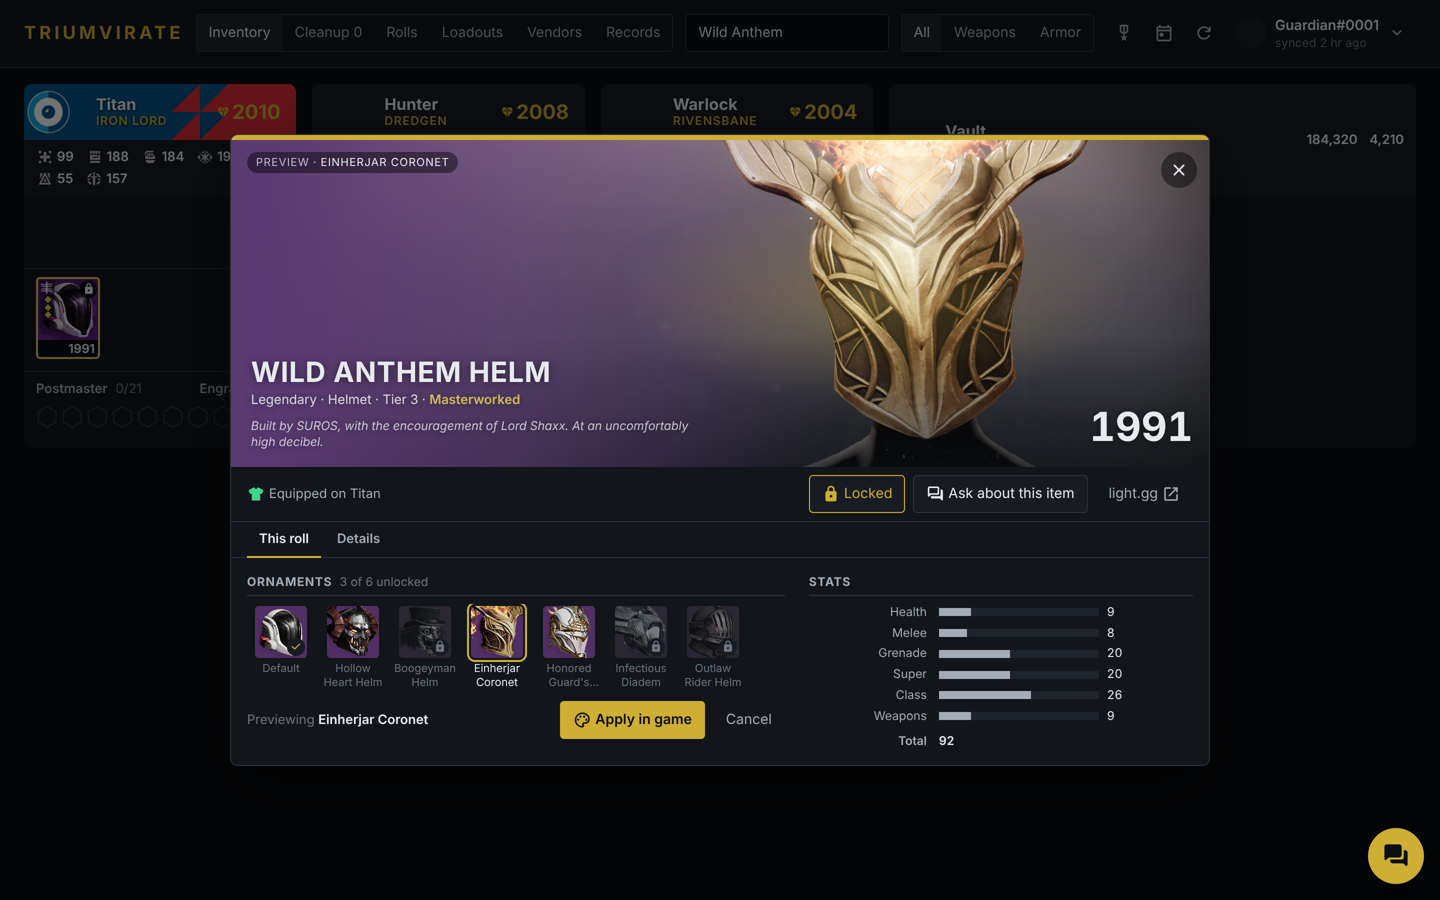 TRIUMVIRATE
Inventory
Cleanup 0
Rolls
Loadouts
Vendors
Records
Wild Anthem
All
Weapons
Armor
Guardian#0001
synced 2 hr ago
Titan
IRON LORD
2010
Hunter
DREDGEN
2008
Warlock
RIVENSBANE
2004
Vault
184,320 4,210
99 188 184
55 157
1991
Postmaster 0/21
PREVIEW · EINHERJAR CORONET
WILD ANTHEM HELM
Legendary · Helmet · Tier 3 · Masterworked
Built by SUROS, with the encouragement of Lord Shaxx. At an uncomfortably
high decibel.
1991
Equipped on Titan
Locked
Ask about this item
light.gg
This roll
Details
ORNAMENTS 3 of 6 unlocked
Default
Hollow
Heart Helm
Boogeyman
Helm
Einherjar
Coronet
Honored
Guard's...
Infectious
Diadem
Outlaw
Rider Helm
Previewing Einherjar Coronet
Apply in game
Cancel
STATS
Health 9
Melee 8
Grenade 20
Super 20
Class 26
Weapons 9
Total 92